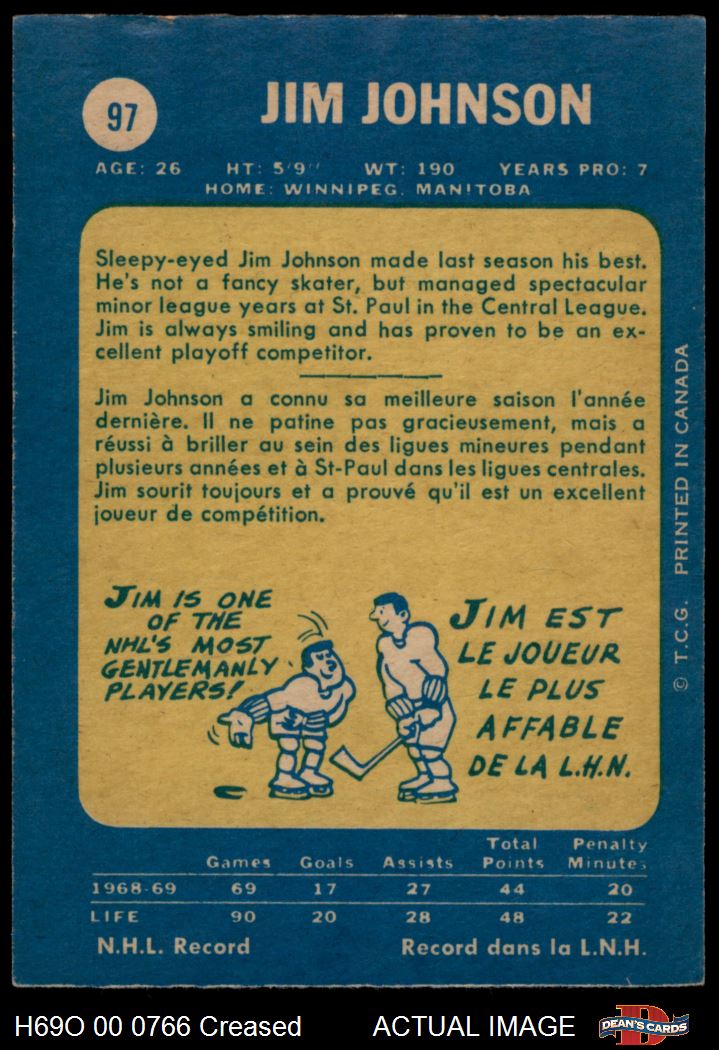 97
JIM JOHNSON
AGE: 26 HT: 5'9" WT: 190 YEARS PRO: 7
HOME: WINNIPEG, MANITOBA
Sleepy-eyed Jim Johnson made last season his best.
He's not a fancy skater, but managed spectacular
minor league years at St. Paul in the Central League.
Jim is always smiling and has proven to be an ex-
cellent playoff competitor.
Jim Johnson a connu sa meilleure saison l'année
dernière. Il ne patine pas gracieusement, mais a
réussi à briller au sein des ligues mineures pendant
plusieurs années et à St-Paul dans les ligues centrales.
Jim sourit toujours et a prouvé qu'il est un excellent
joueur de compétition.
JIM IS ONE
OF THE
NHL'S MOST
GENTLEMANLY
PLAYERS!
JIM EST
LE JOUEUR
LE PLUS
AFFABLE
DE LA L.H.N.
© T.C.G. PRINTED IN CANADA
Games Goals Assists Total Points Penalty Minutes
1968-69 69 17 27 44 20
LIFE 90 20 28 48 22
N.H.L. Record Record dans la L.N.H.
H69O 00 0766 Creased ACTUAL IMAGE
D
DEAN'S CARDS